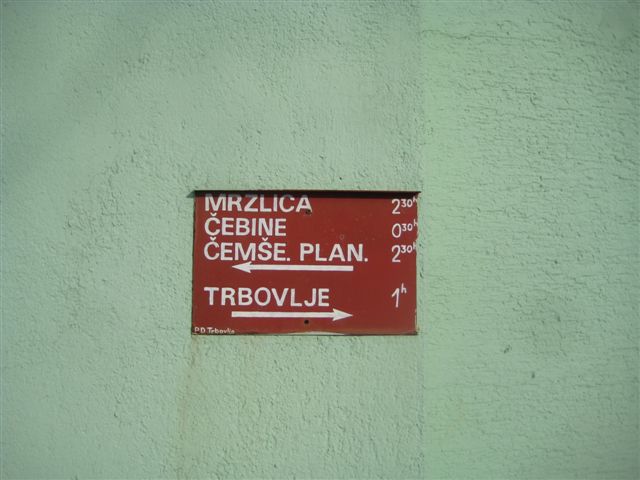 MRZLICA 2³⁰ʰ
ČEBINE 0³⁰ʰ
ČEMŠE. PLAN. 2³⁰ʰ
TRBOVLJE 1ʰ
P.D. Trbovlje